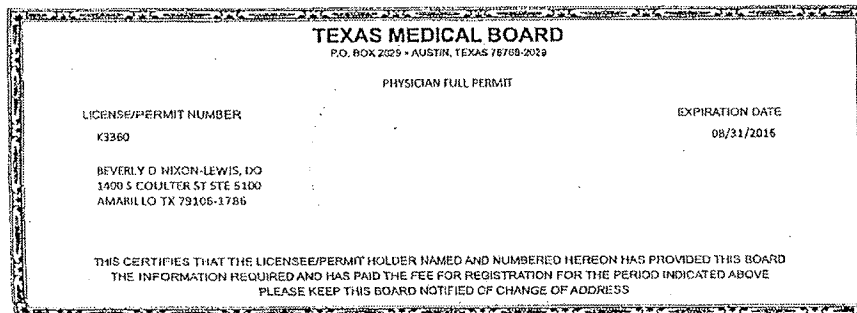 TEXAS MEDICAL BOARD
P.O. BOX 2029 • AUSTIN, TEXAS 78768-2029
PHYSICIAN FULL PERMIT
LICENSE/PERMIT NUMBER
EXPIRATION DATE
K3360
08/31/2016
BEVERLY D NIXON-LEWIS, DO
1400 S COULTER ST STE 5100
AMARILLO TX 79106-1786
THIS CERTIFIES THAT THE LICENSEE/PERMIT HOLDER NAMED AND NUMBERED HEREON HAS PROVIDED THIS BOARD
THE INFORMATION REQUIRED AND HAS PAID THE FEE FOR REGISTRATION FOR THE PERIOD INDICATED ABOVE
PLEASE KEEP THIS BOARD NOTIFIED OF CHANGE OF ADDRESS